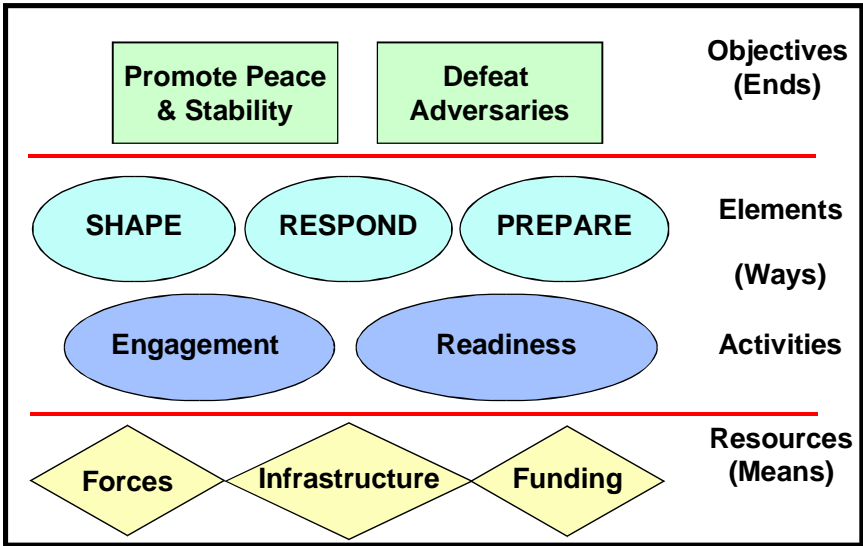 Promote Peace
& Stability
Defeat
Adversaries
Objectives
(Ends)
SHAPE
RESPOND
PREPARE
Elements
(Ways)
Engagement
Readiness
Activities
Forces
Infrastructure
Funding
Resources
(Means)